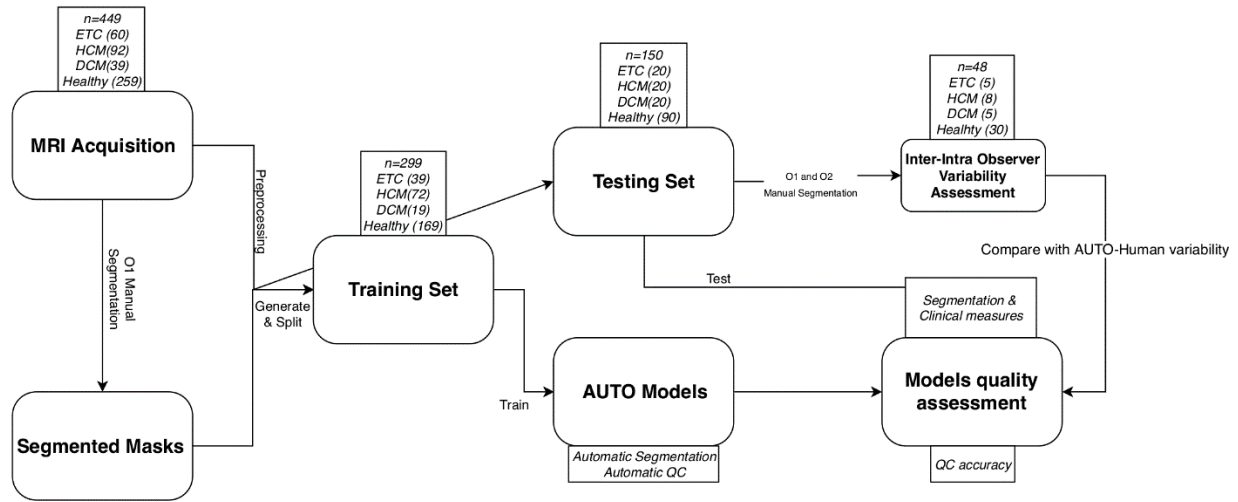 n=449
ETC (60)
HCM(92)
DCM(39)
Healthy (259)
MRI Acquisition
O1 Manual
Segmentation
Segmented Masks
Preprocessing
Generate
& Split
n=299
ETC (39)
HCM(72)
DCM(19)
Healthy (169)
Training Set
Train
n=150
ETC (20)
HCM(20)
DCM(20)
Healthy (90)
Testing Set
O1 and O2
Manual Segmentation
n=48
ETC (5)
HCM (8)
DCM (5)
Healhty (30)
Inter-Intra Observer
Variability
Assessment
Compare with AUTO-Human variability
Test
Segmentation &
Clinical measures
AUTO Models
Automatic Segmentation
Automatic QC
Models quality
assessment
QC accuracy